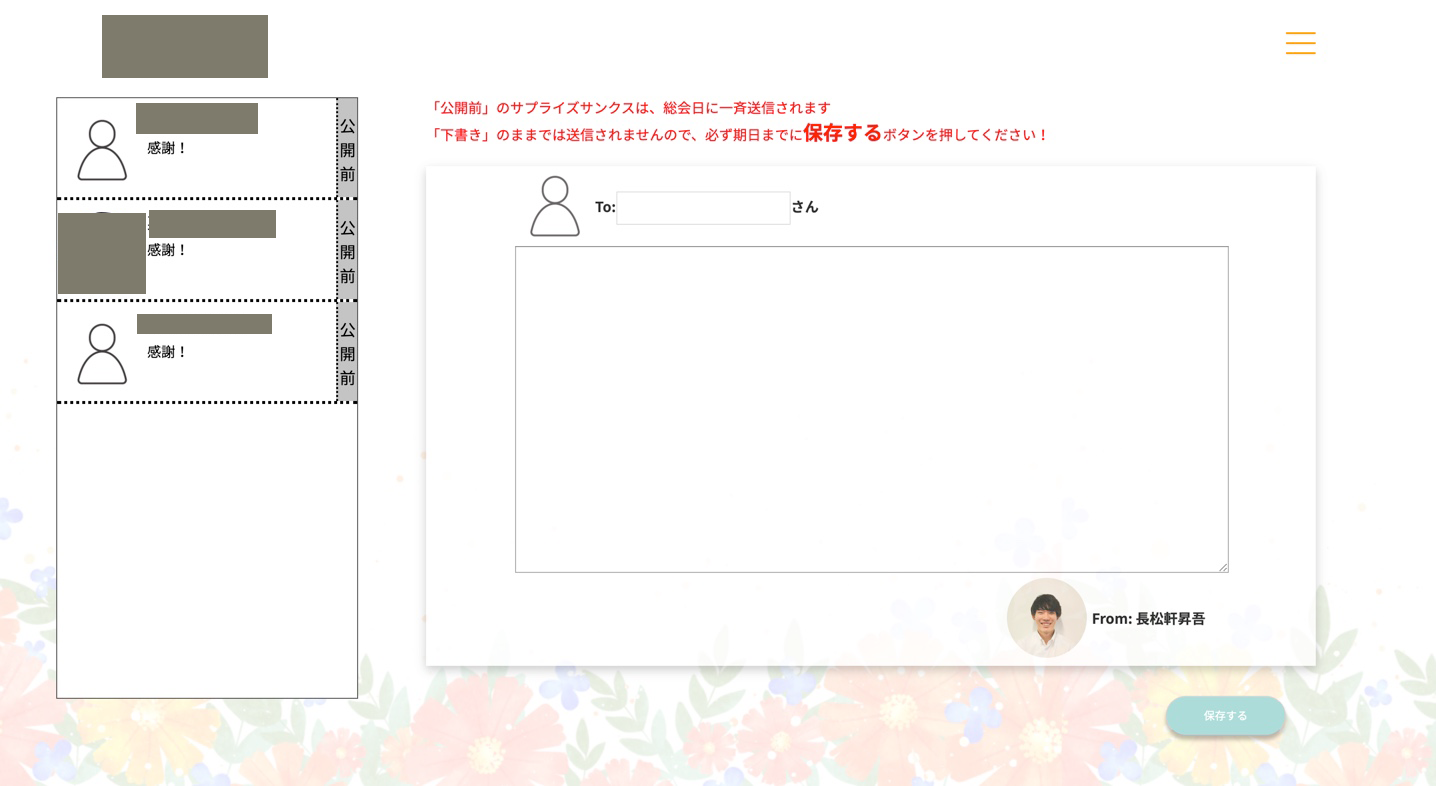 感謝！
公開前
感謝！
公開前
感謝！
公開前
「公開前」のサプライズサンクスは、総会日に一斉送信されます
「下書き」のままでは送信されませんので、必ず期日までに保存するボタンを押してください！
To:
さん
From: 長松軒昇吾
保存する